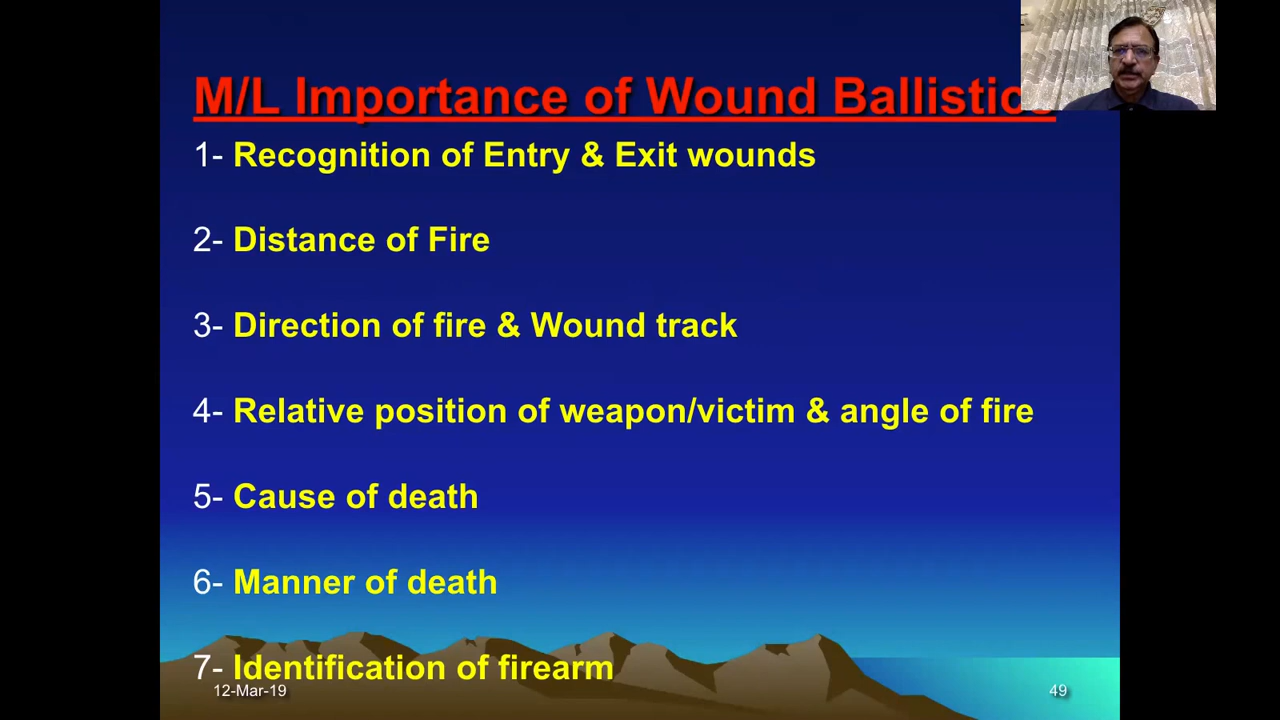 M/L Importance of Wound Ballistics
1- Recognition of Entry & Exit wounds
2- Distance of Fire
3- Direction of fire & Wound track
4- Relative position of weapon/victim & angle of fire
5- Cause of death
6- Manner of death
7- Identification of firearm
12-Mar-19
49